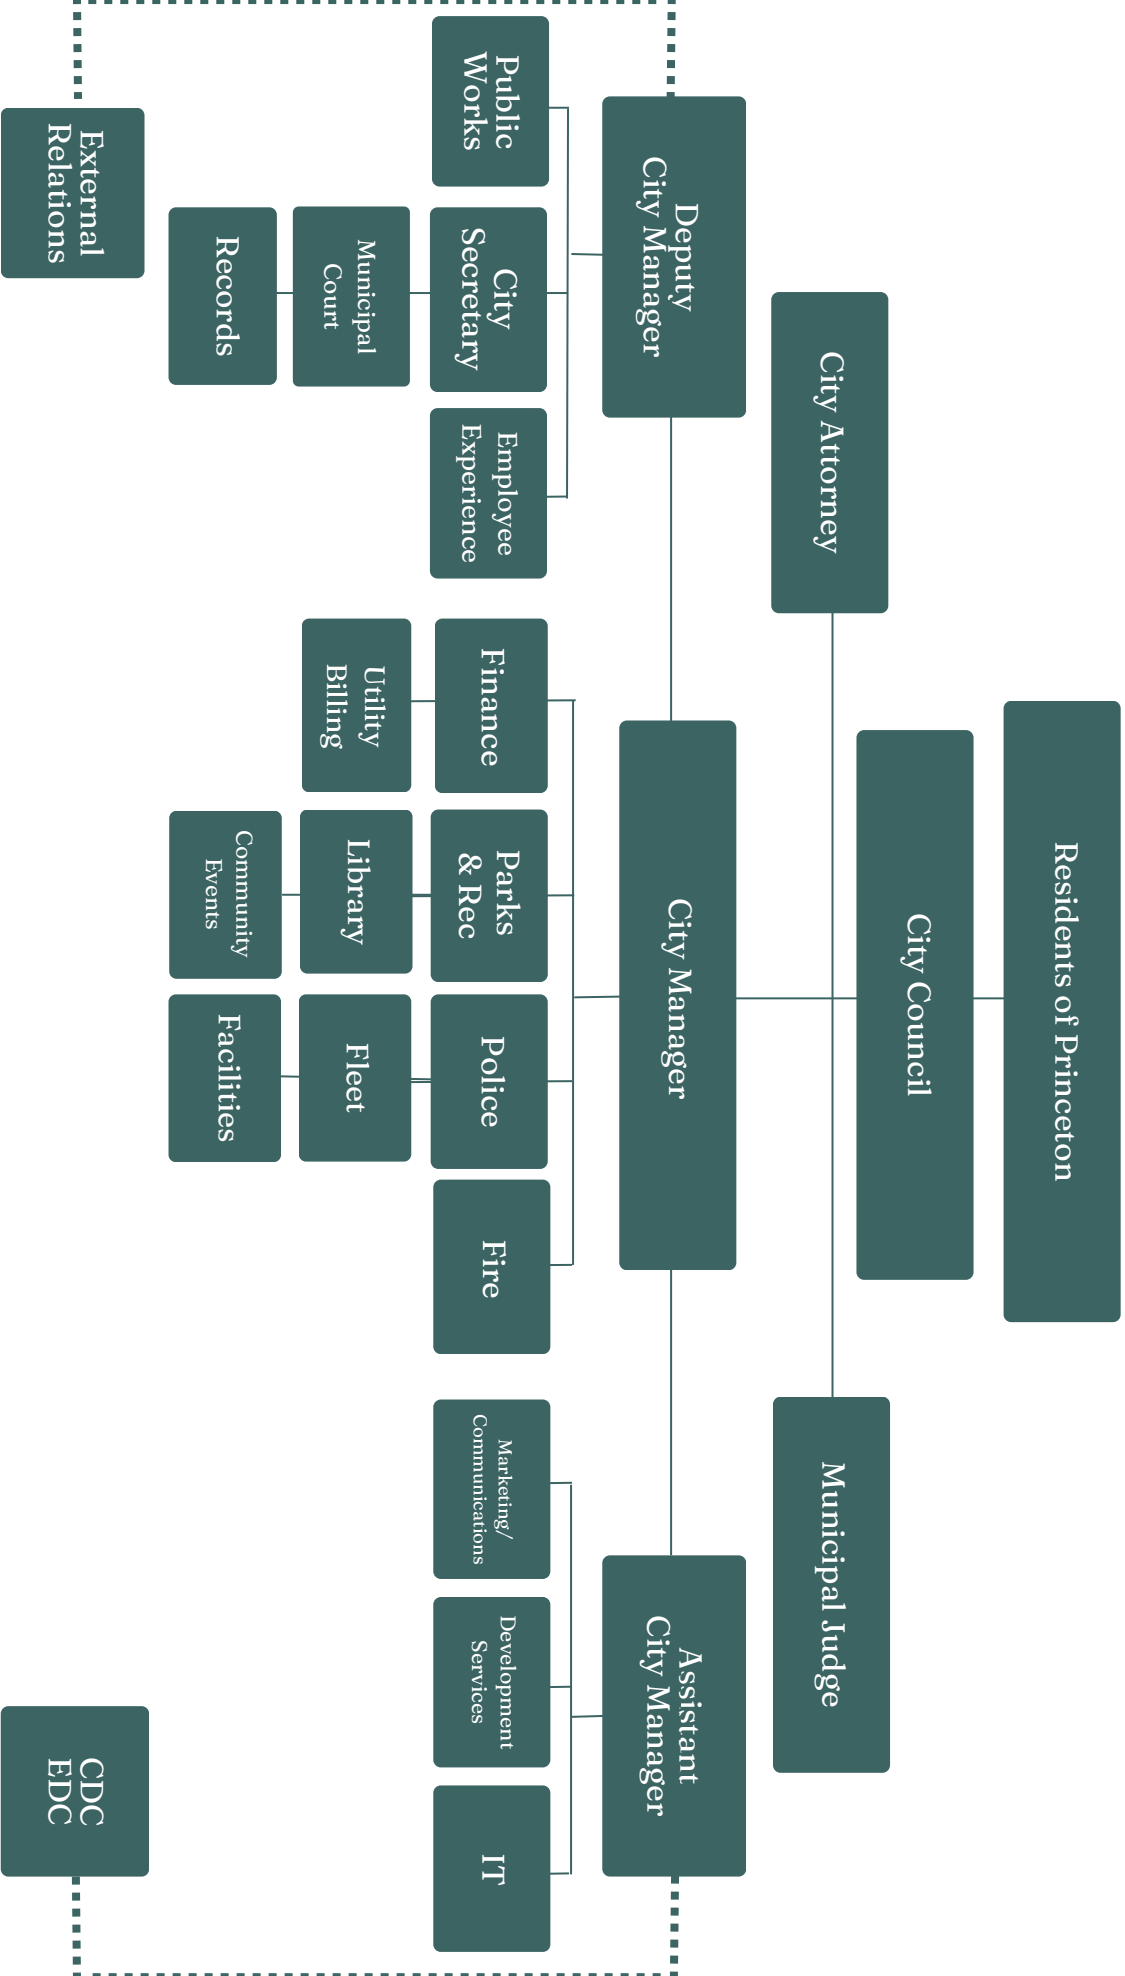 Residents of Princeton
City Council
City Attorney
Municipal Judge
Deputy
City Manager
City Manager
Assistant
City Manager
Public
Works
City
Secretary
Employee
Experience
Finance
Parks
& Rec
Police
Fire
Marketing/
Communications
Development
Services
IT
Municipal
Court
Utility
Billing
Library
Fleet
Records
Community
Events
Facilities
External
Relations
CDC
EDC